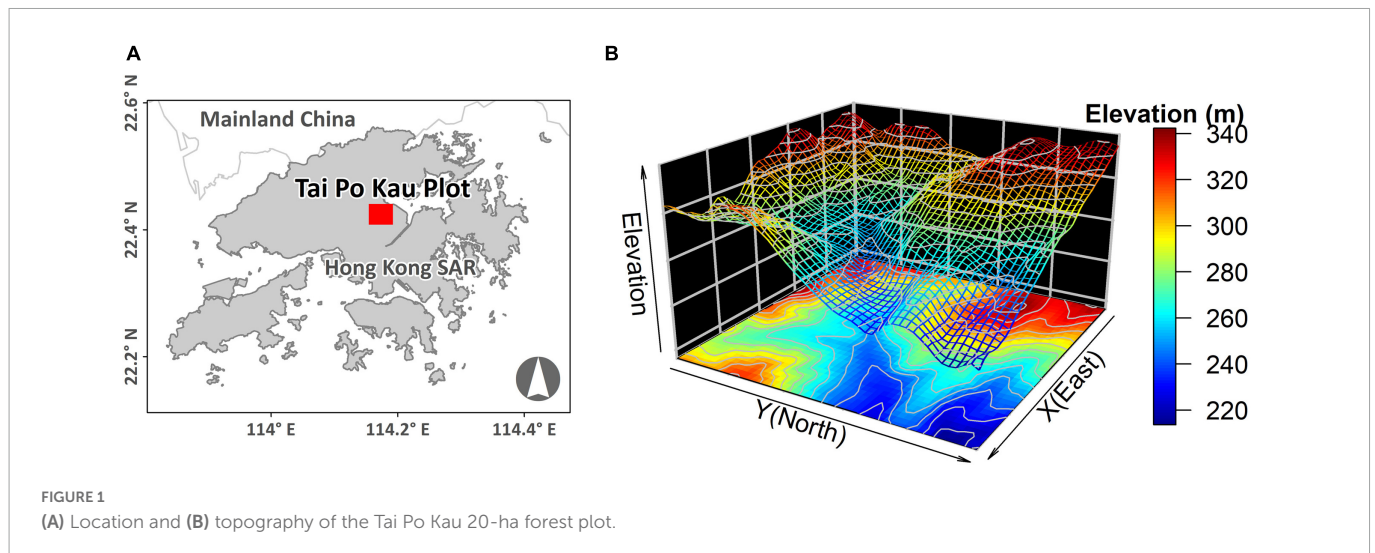 A
22.6° N
22.4° N
22.2° N
Mainland China
Tai Po Kau Plot
Hong Kong SAR
114° E
114.2° E
114.4° E
B
Elevation
Y(North)
X(East)
Elevation (m)
340
320
300
280
260
240
220
FIGURE 1
(A) Location and (B) topography of the Tai Po Kau 20-ha forest plot.